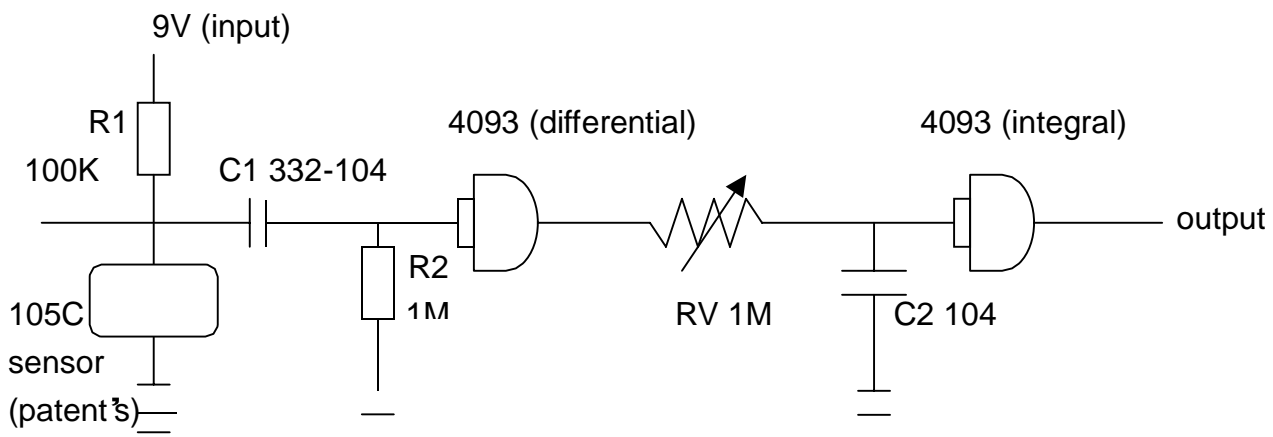 9V (input)
R1
4093 (differential)
4093 (integral)
100K
C1 332-104
output
R2
1M
105C
sensor
(patent's)
RV 1M
C2 104